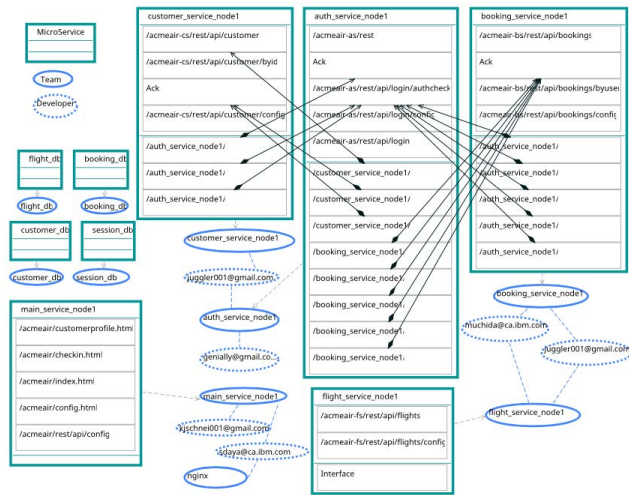 MicroService
Team
Developer
flight_db
booking_db
flight_db
booking_db
customer_db
session_db
customer_db
session_db
customer_service_node1
/acmeair-cs/rest/api/customer
/acmeair-cs/rest/api/customer/byid
Ack
/acmeair-cs/rest/api/customer/config
/auth_service_node1/
/auth_service_node1/
/auth_service_node1/
auth_service_node1
/acmeair-as/rest
Ack
/acmeair-as/rest/api/login/authcheck
/acmeair-as/rest/api/login/config
/acmeair-as/rest/api/login
/customer_service_node1/
/customer_service_node1/
/customer_service_node1/
/booking_service_node1/
/booking_service_node1/
/booking_service_node1/
/booking_service_node1/
/booking_service_node1/
booking_service_node1
/acmeair-bs/rest/api/bookings
Ack
/acmeair-bs/rest/api/bookings/byuser
/acmeair-bs/rest/api/bookings/config
/auth_service_node1/
/auth_service_node1/
/auth_service_node1/
/auth_service_node1/
/auth_service_node1/
customer_service_node1
juggler001@gmail.com
auth_service_node1
genially@gmail.co...
main_service_node1
kjschnei001@gmail.com
sdaya@ca.ibm.com
nginx
booking_service_node1
muchida@ca.ibm.com
juggler001@gmail.com
flight_service_node1
main_service_node1
/acmeair/customerprofile.html
/acmeair/checkin.html
/acmeair/index.html
/acmeair/config.html
/acmeair/rest/api/config
flight_service_node1
/acmeair-fs/rest/api/flights
/acmeair-fs/rest/api/flights/config
Interface